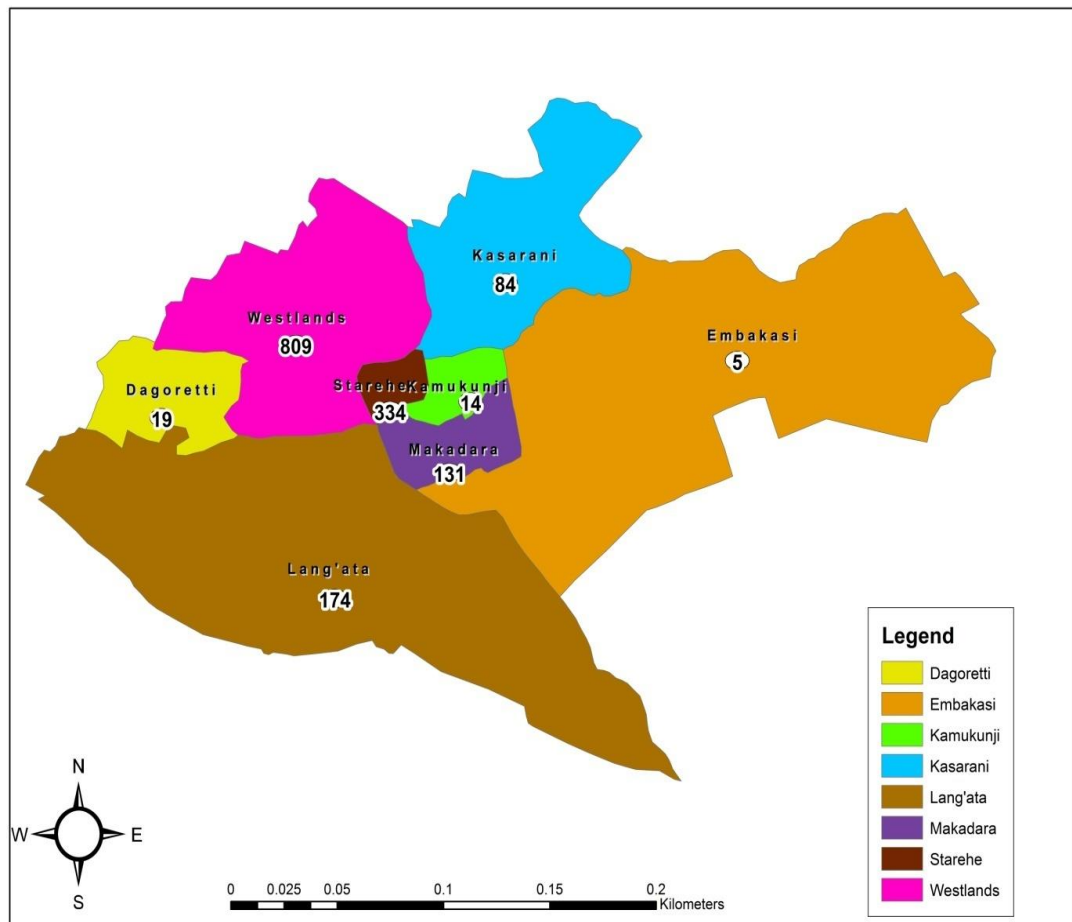 Kasarani
84
Westlands
809
Embakasi
5
Dagoretti
19
Starehe
334
Kamukunji
14
Makadara
131
Lang'ata
174
Legend
Dagoretti
Embakasi
Kamukunji
Kasarani
Lang'ata
Makadara
Starehe
Westlands
N
W E
S
0 0.025 0.05 0.1 0.15 0.2
Kilometers